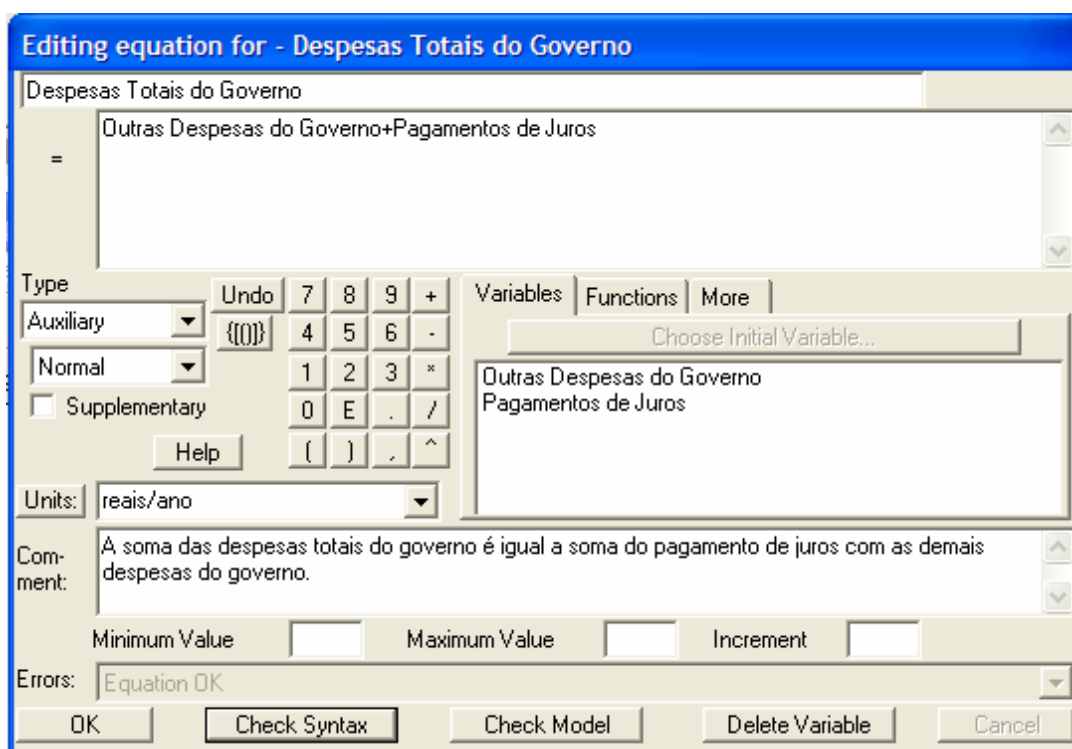 Editing equation for - Despesas Totais do Governo
Despesas Totais do Governo
= Outras Despesas do Governo+Pagamentos de Juros
Type
Auxiliary
Normal
Supplementary
Help
Undo 7 8 9 +
{[()]} 4 5 6 -
1 2 3 *
0 E . /
( ) , ^
Variables Functions More
Choose Initial Variable...
Outras Despesas do Governo
Pagamentos de Juros
Units: reais/ano
Com-
ment:
A soma das despesas totais do governo é igual a soma do pagamento de juros com as demais
despesas do governo.
Minimum Value Maximum Value Increment
Errors: Equation OK
OK Check Syntax Check Model Delete Variable Cancel